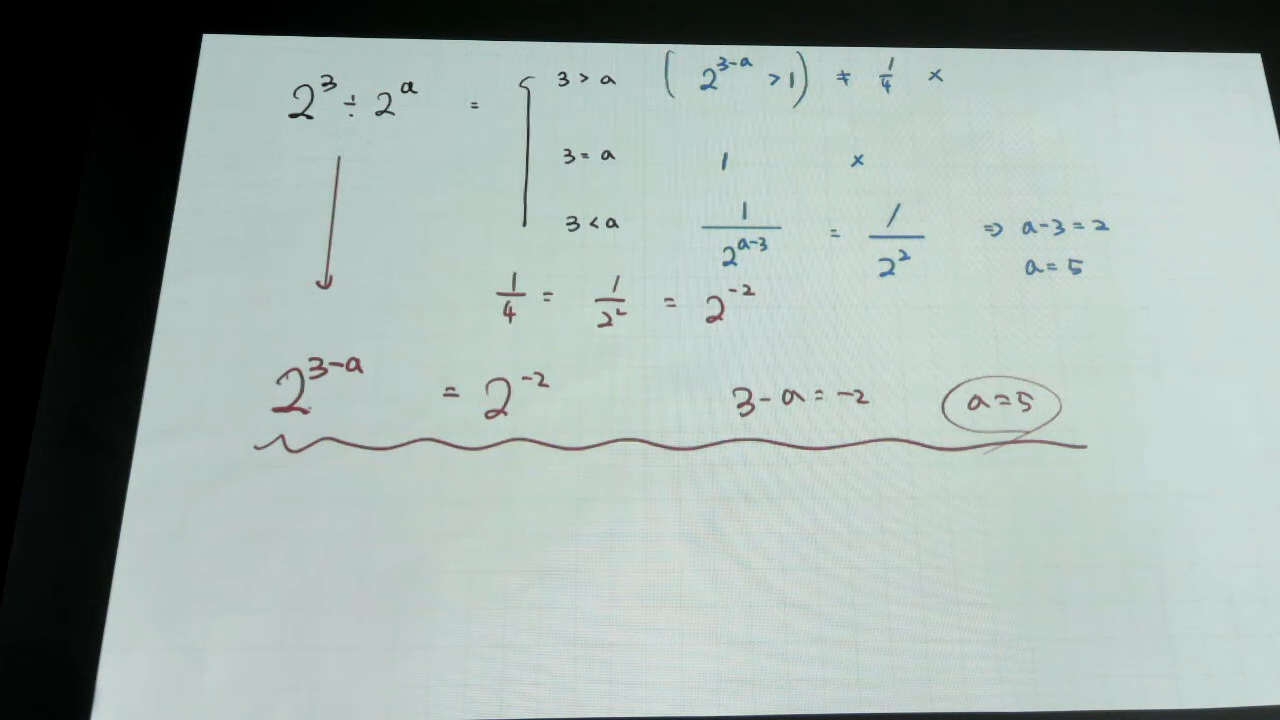 2³ ÷ 2ᵃ = { 3 > a ( 2³⁻ᵃ > 1 ) ≠ 1/4 ×
3 = a 1 ×
3 < a 1/2ᵃ⁻³ = 1/2² ⇒ a-3=2
a=5
1/4 = 1/2² = 2⁻²
2³⁻ᵃ = 2⁻² 3-a=-2 a=5